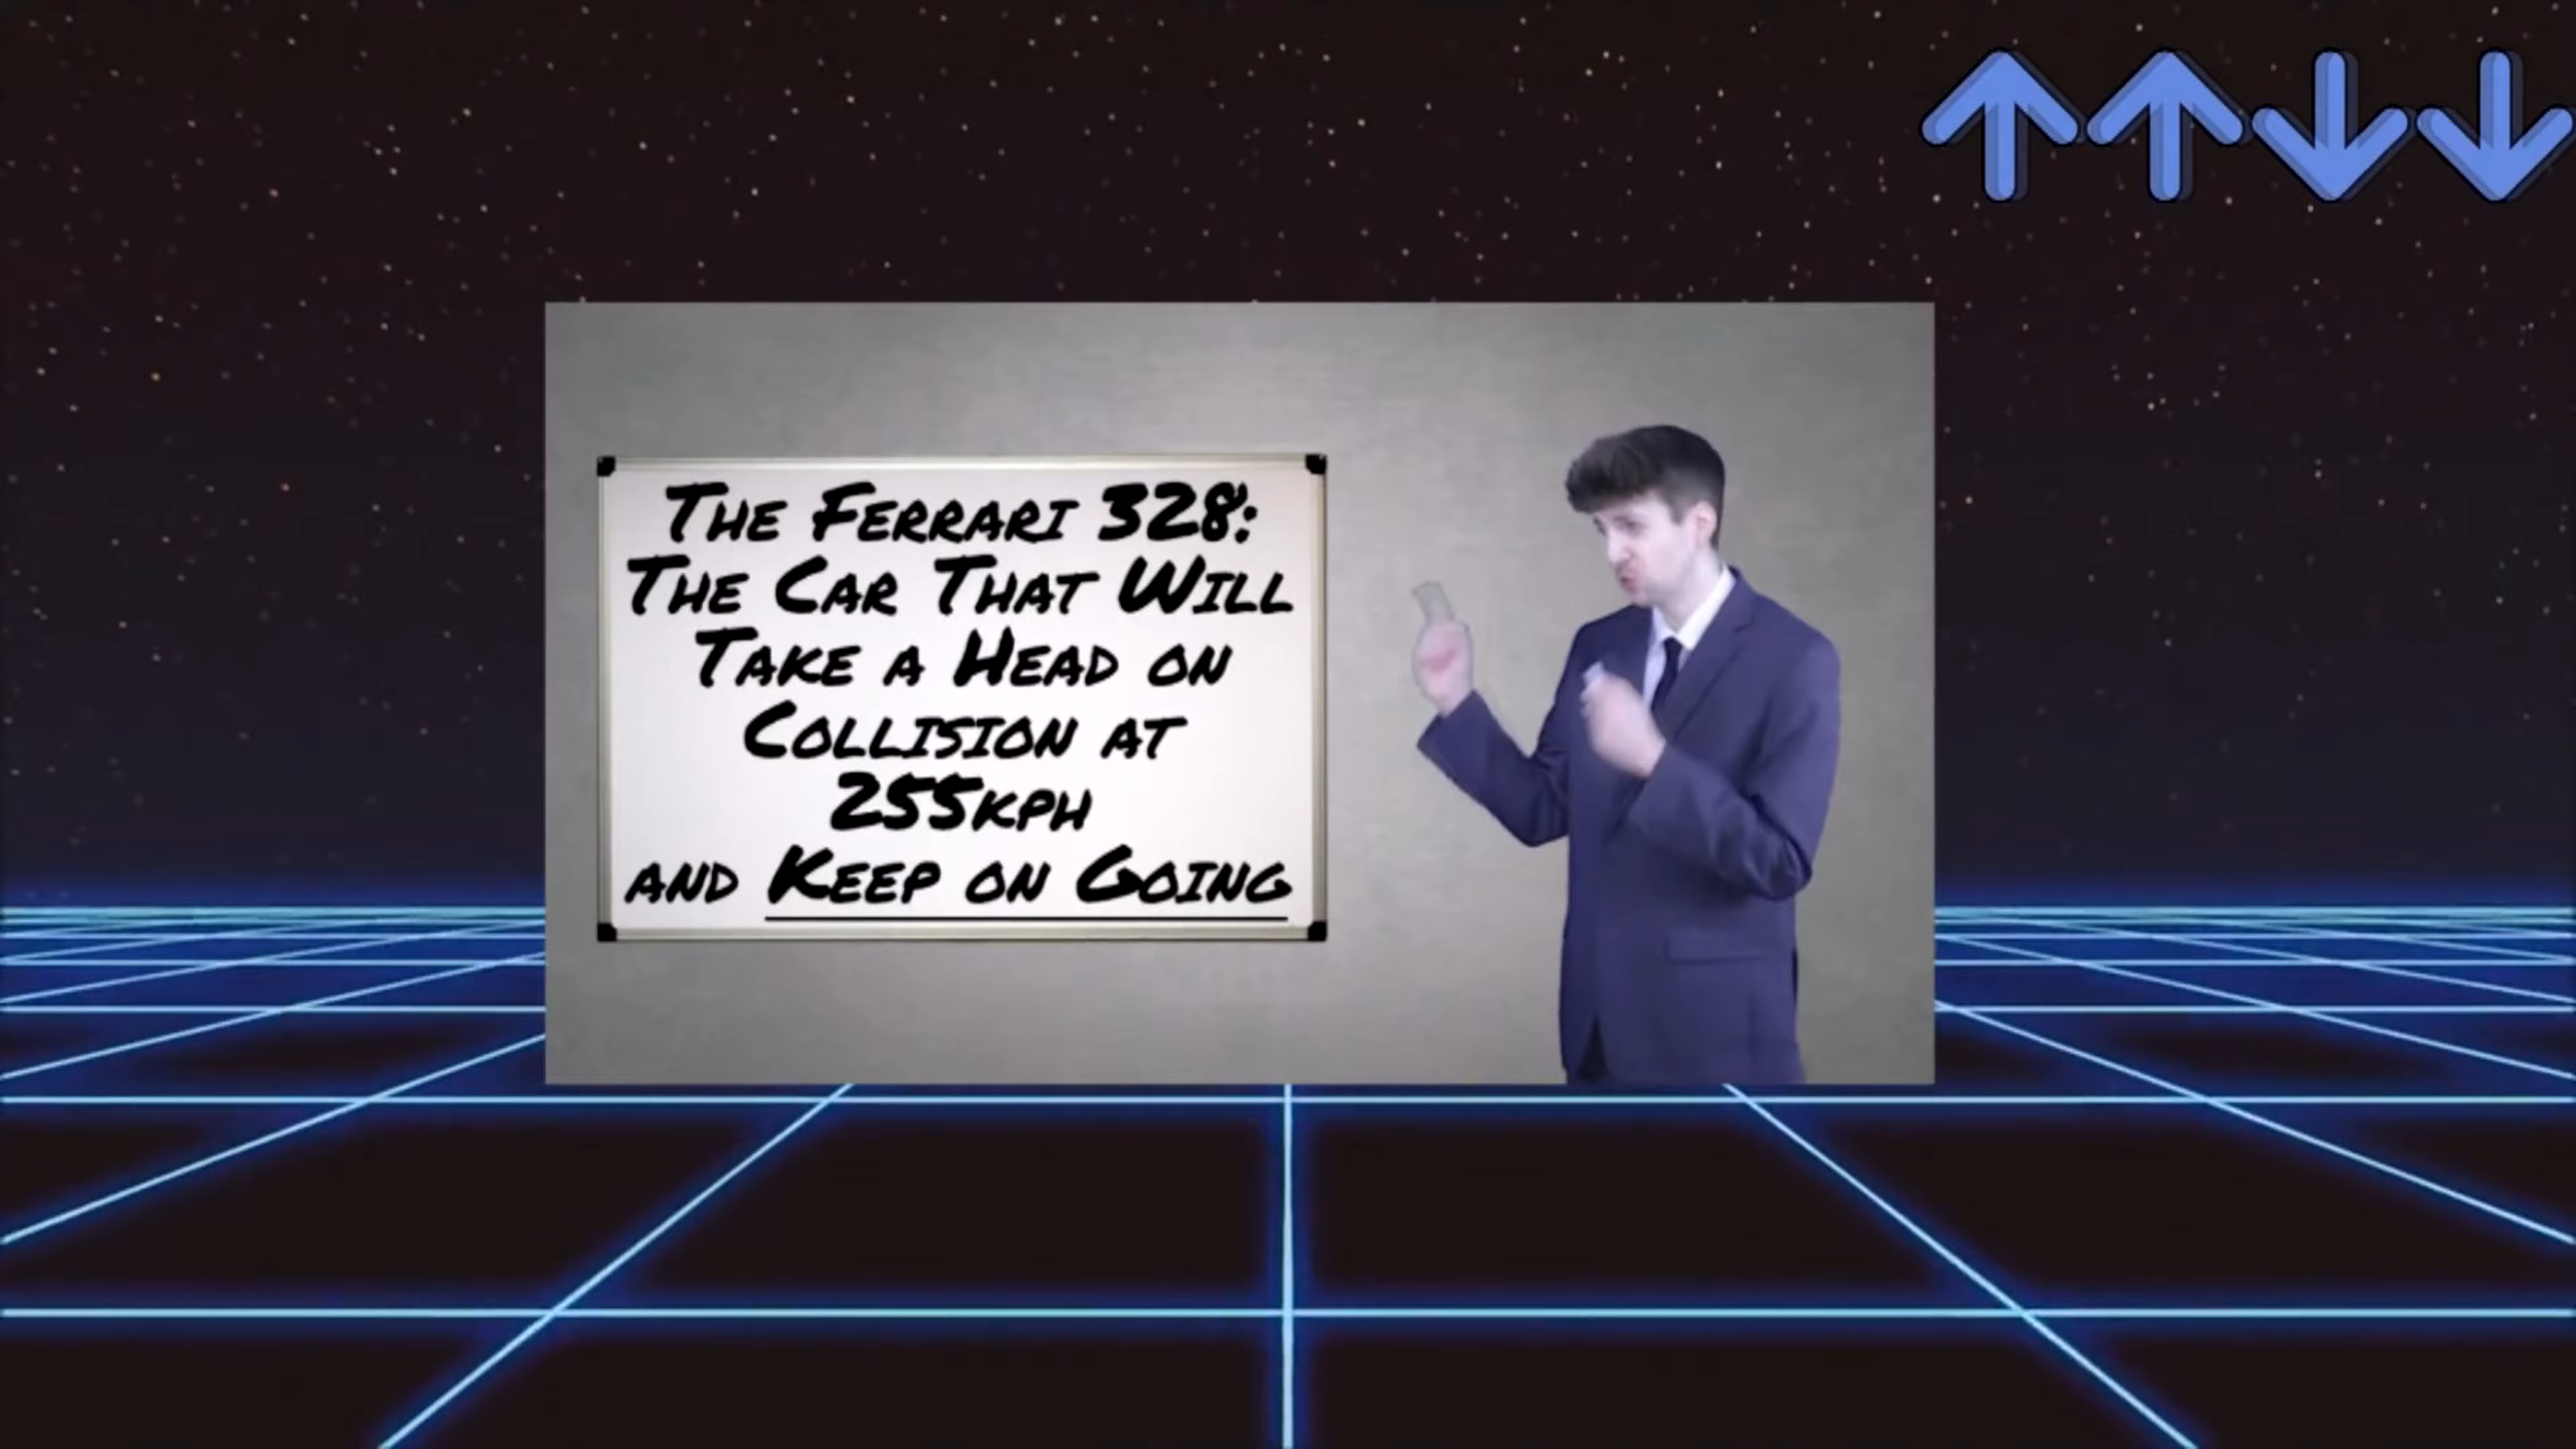 The Ferrari 328:
The Car That Will
Take a Head on
Collision at
255kph
and Keep on Going